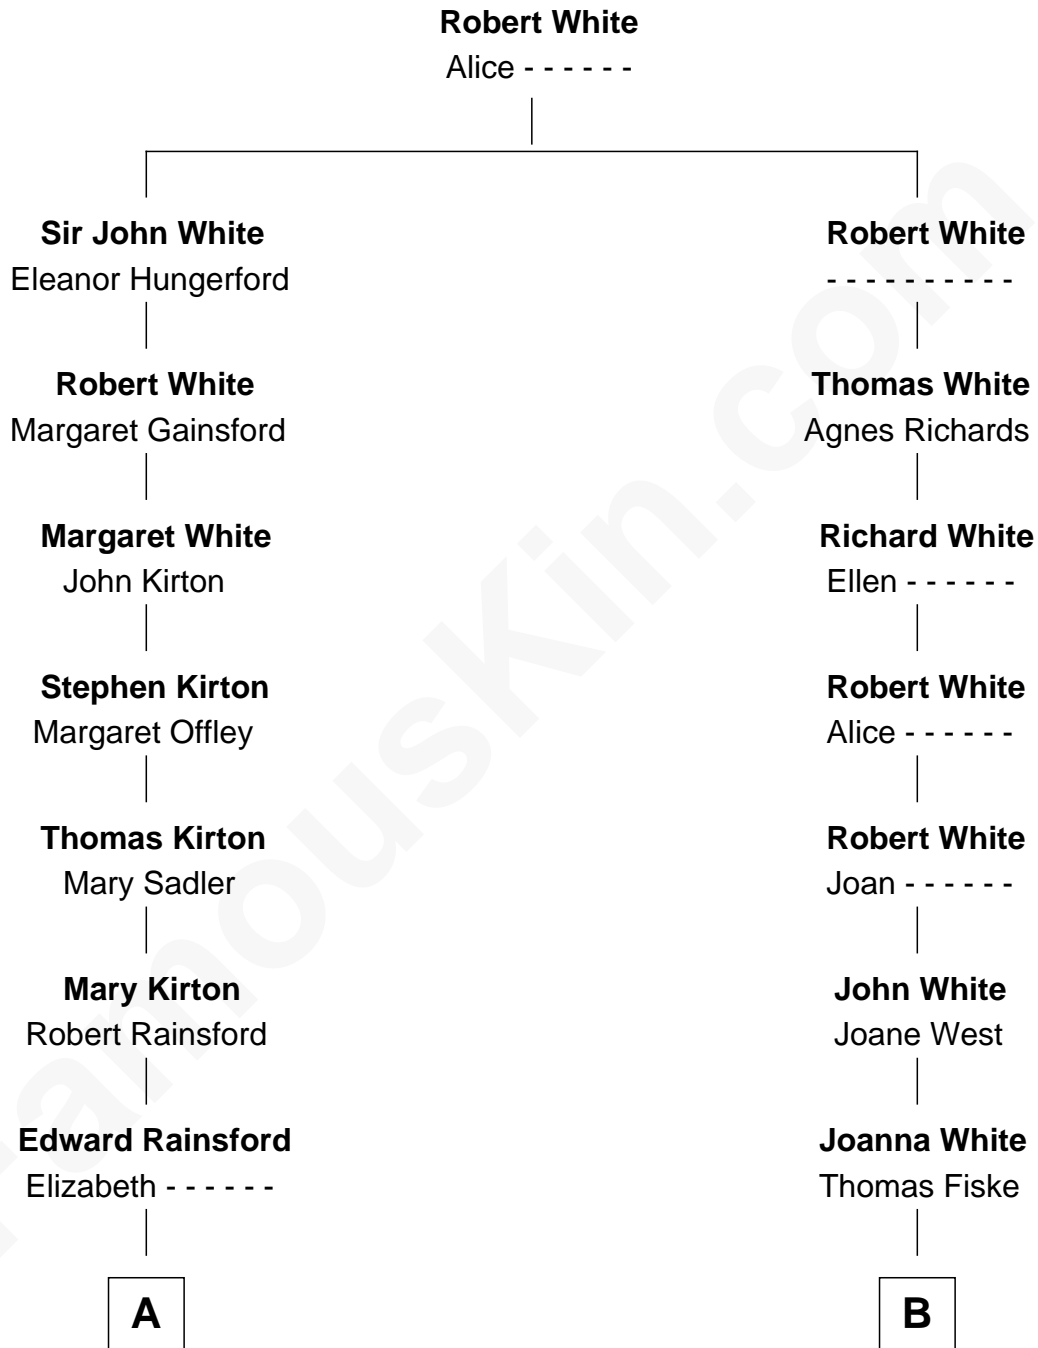 Robert White
Alice - - - - - -
Sir John White
Eleanor Hungerford
Robert White
- - - - - - - - - -
Robert White
Margaret Gainsford
Thomas White
Agnes Richards
Margaret White
John Kirton
Richard White
Ellen - - - - - -
Stephen Kirton
Margaret Offley
Robert White
Alice - - - - - -
Thomas Kirton
Mary Sadler
Robert White
Joan - - - - - -
Mary Kirton
Robert Rainsford
John White
Joane West
Edward Rainsford
Elizabeth - - - - - -
Joanna White
Thomas Fiske
A
B
FamousKin.com